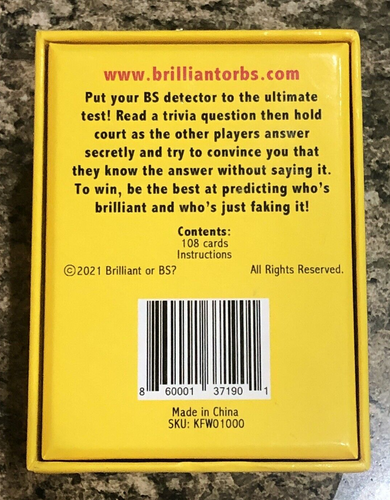 www.brilliantorbs.com
Put your BS detector to the ultimate
test! Read a trivia question then hold
court as the other players answer
secretly and try to convince you that
they know the answer without saying it.
To win, be the best at predicting who's
brilliant and who's just faking it!
Contents:
108 cards
Instructions
©2021 Brilliant or BS? All Rights Reserved.
8 60001 37190 1
Made in China
SKU: KFW01000